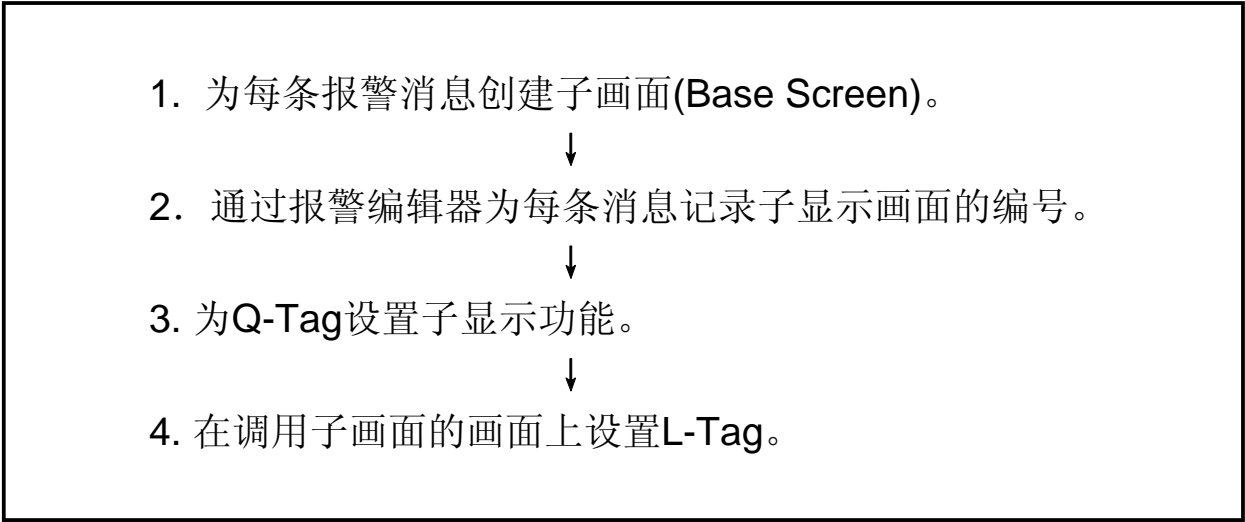 1. 为每条报警消息创建子画面(Base Screen)。
↓
2. 通过报警编辑器为每条消息记录子显示画面的编号。
↓
3. 为Q-Tag设置子显示功能。
↓
4. 在调用子画面的画面上设置L-Tag。